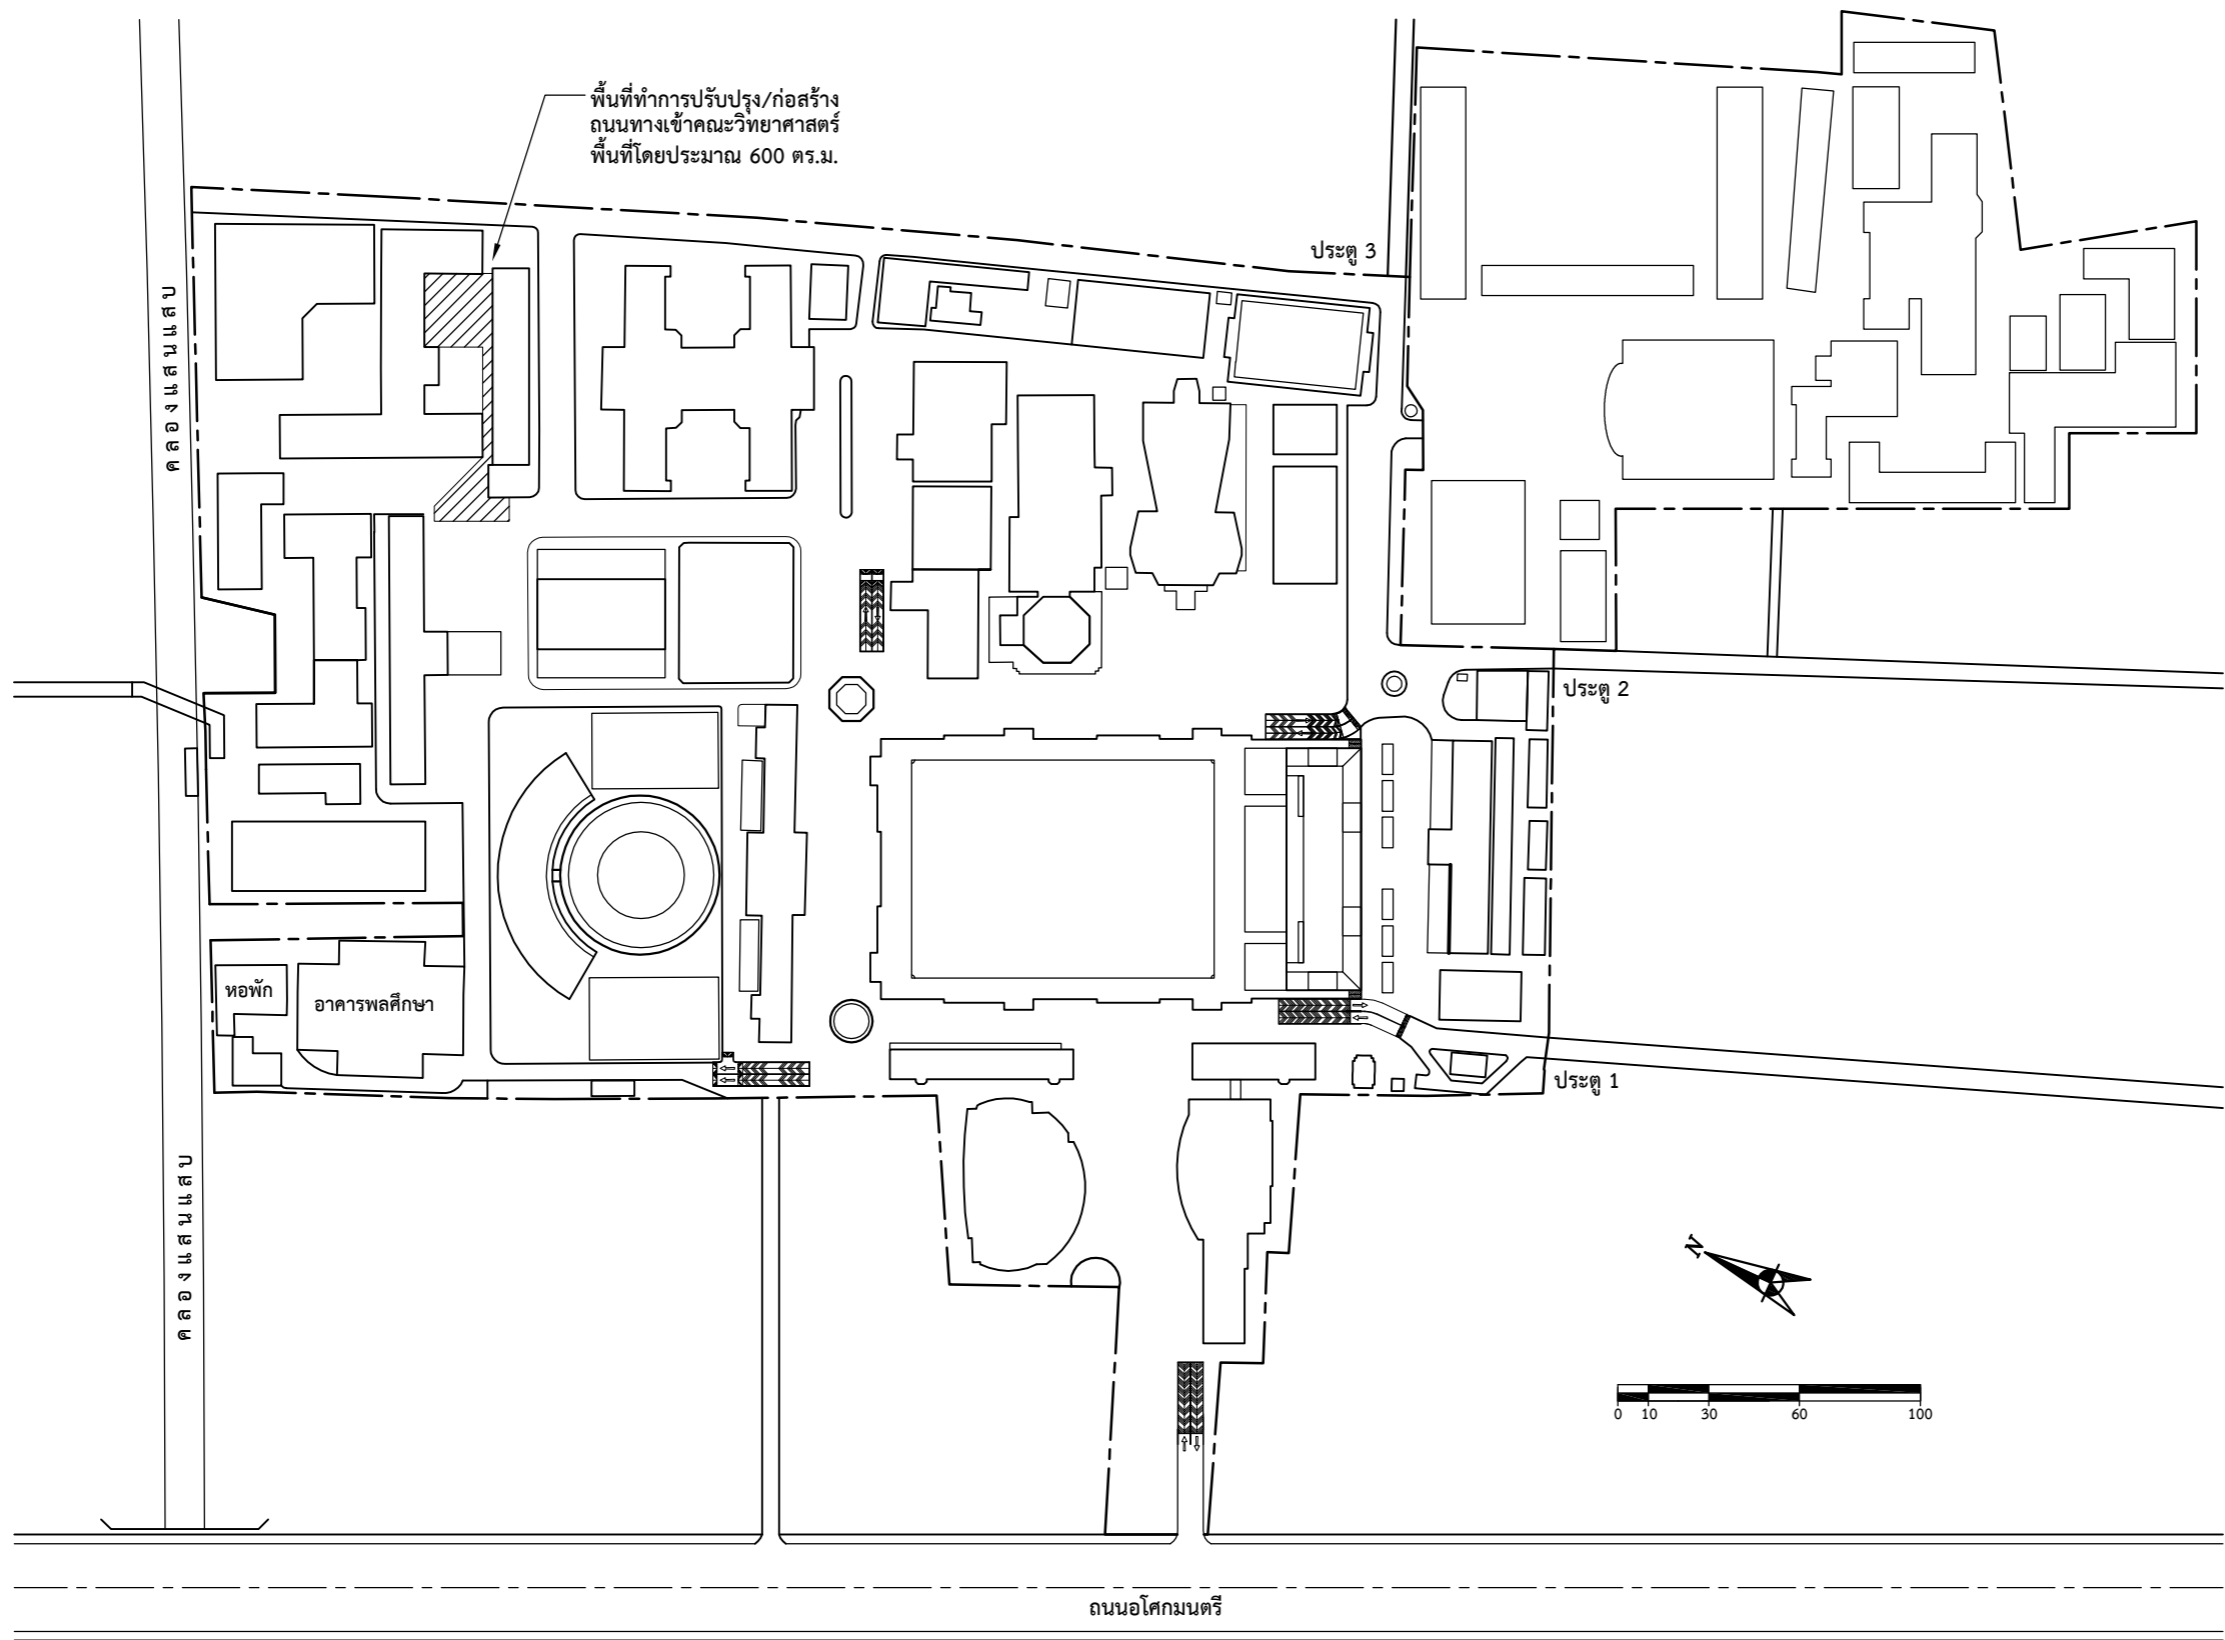 พื้นที่ทำการปรับปรุง/ก่อสร้าง
ถนนทางเข้าคณะวิทยาศาสตร์
พื้นที่โดยประมาณ 600 ตร.ม.
ประตู 3
คลองแสนแสบ
ประตู 2
หอพัก
อาคารพลศึกษา
ประตู 1
คลองแสนแสบ
N
0 10 30 60 100
ถนนอโศกมนตรี